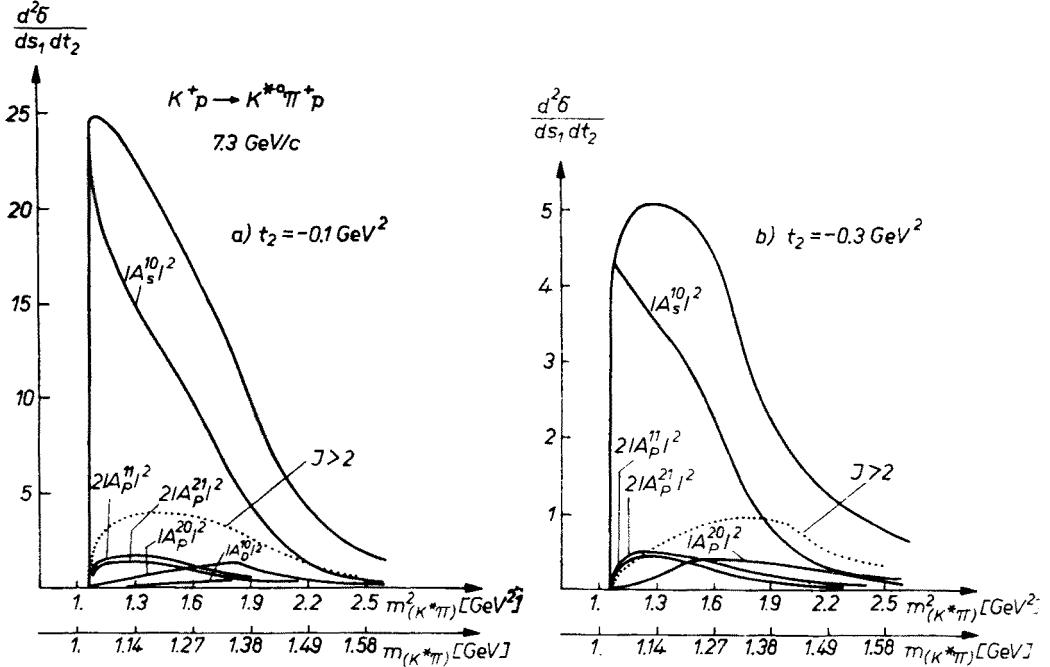 d²σ
ds₁ dt₂
K⁺p → K*⁰π⁺p
7.3 GeV/c
a) t₂ = -0.1 GeV²
25
20
15
10
5
|A_s^10|²
2|A_P^11|²
2|A_P^21|²
|A_P^20|²
|A_D^10|²
J > 2
1. 1.3 1.6 1.9 2.2 2.5 m²(K*π) [GeV²]
1. 1.14 1.27 1.38 1.49 1.58 m(K*π) [GeV]
d²σ
ds₁ dt₂
b) t₂ = -0.3 GeV²
5
4
3
2
1
|A_s^10|²
2|A_P^11|²
2|A_P^21|²
|A_P^20|²
J > 2
1. 1.3 1.6 1.9 2.2 2.5 m²(K*π) [GeV²]
1. 1.14 1.27 1.38 1.49 1.58 m(K*π) [GeV]